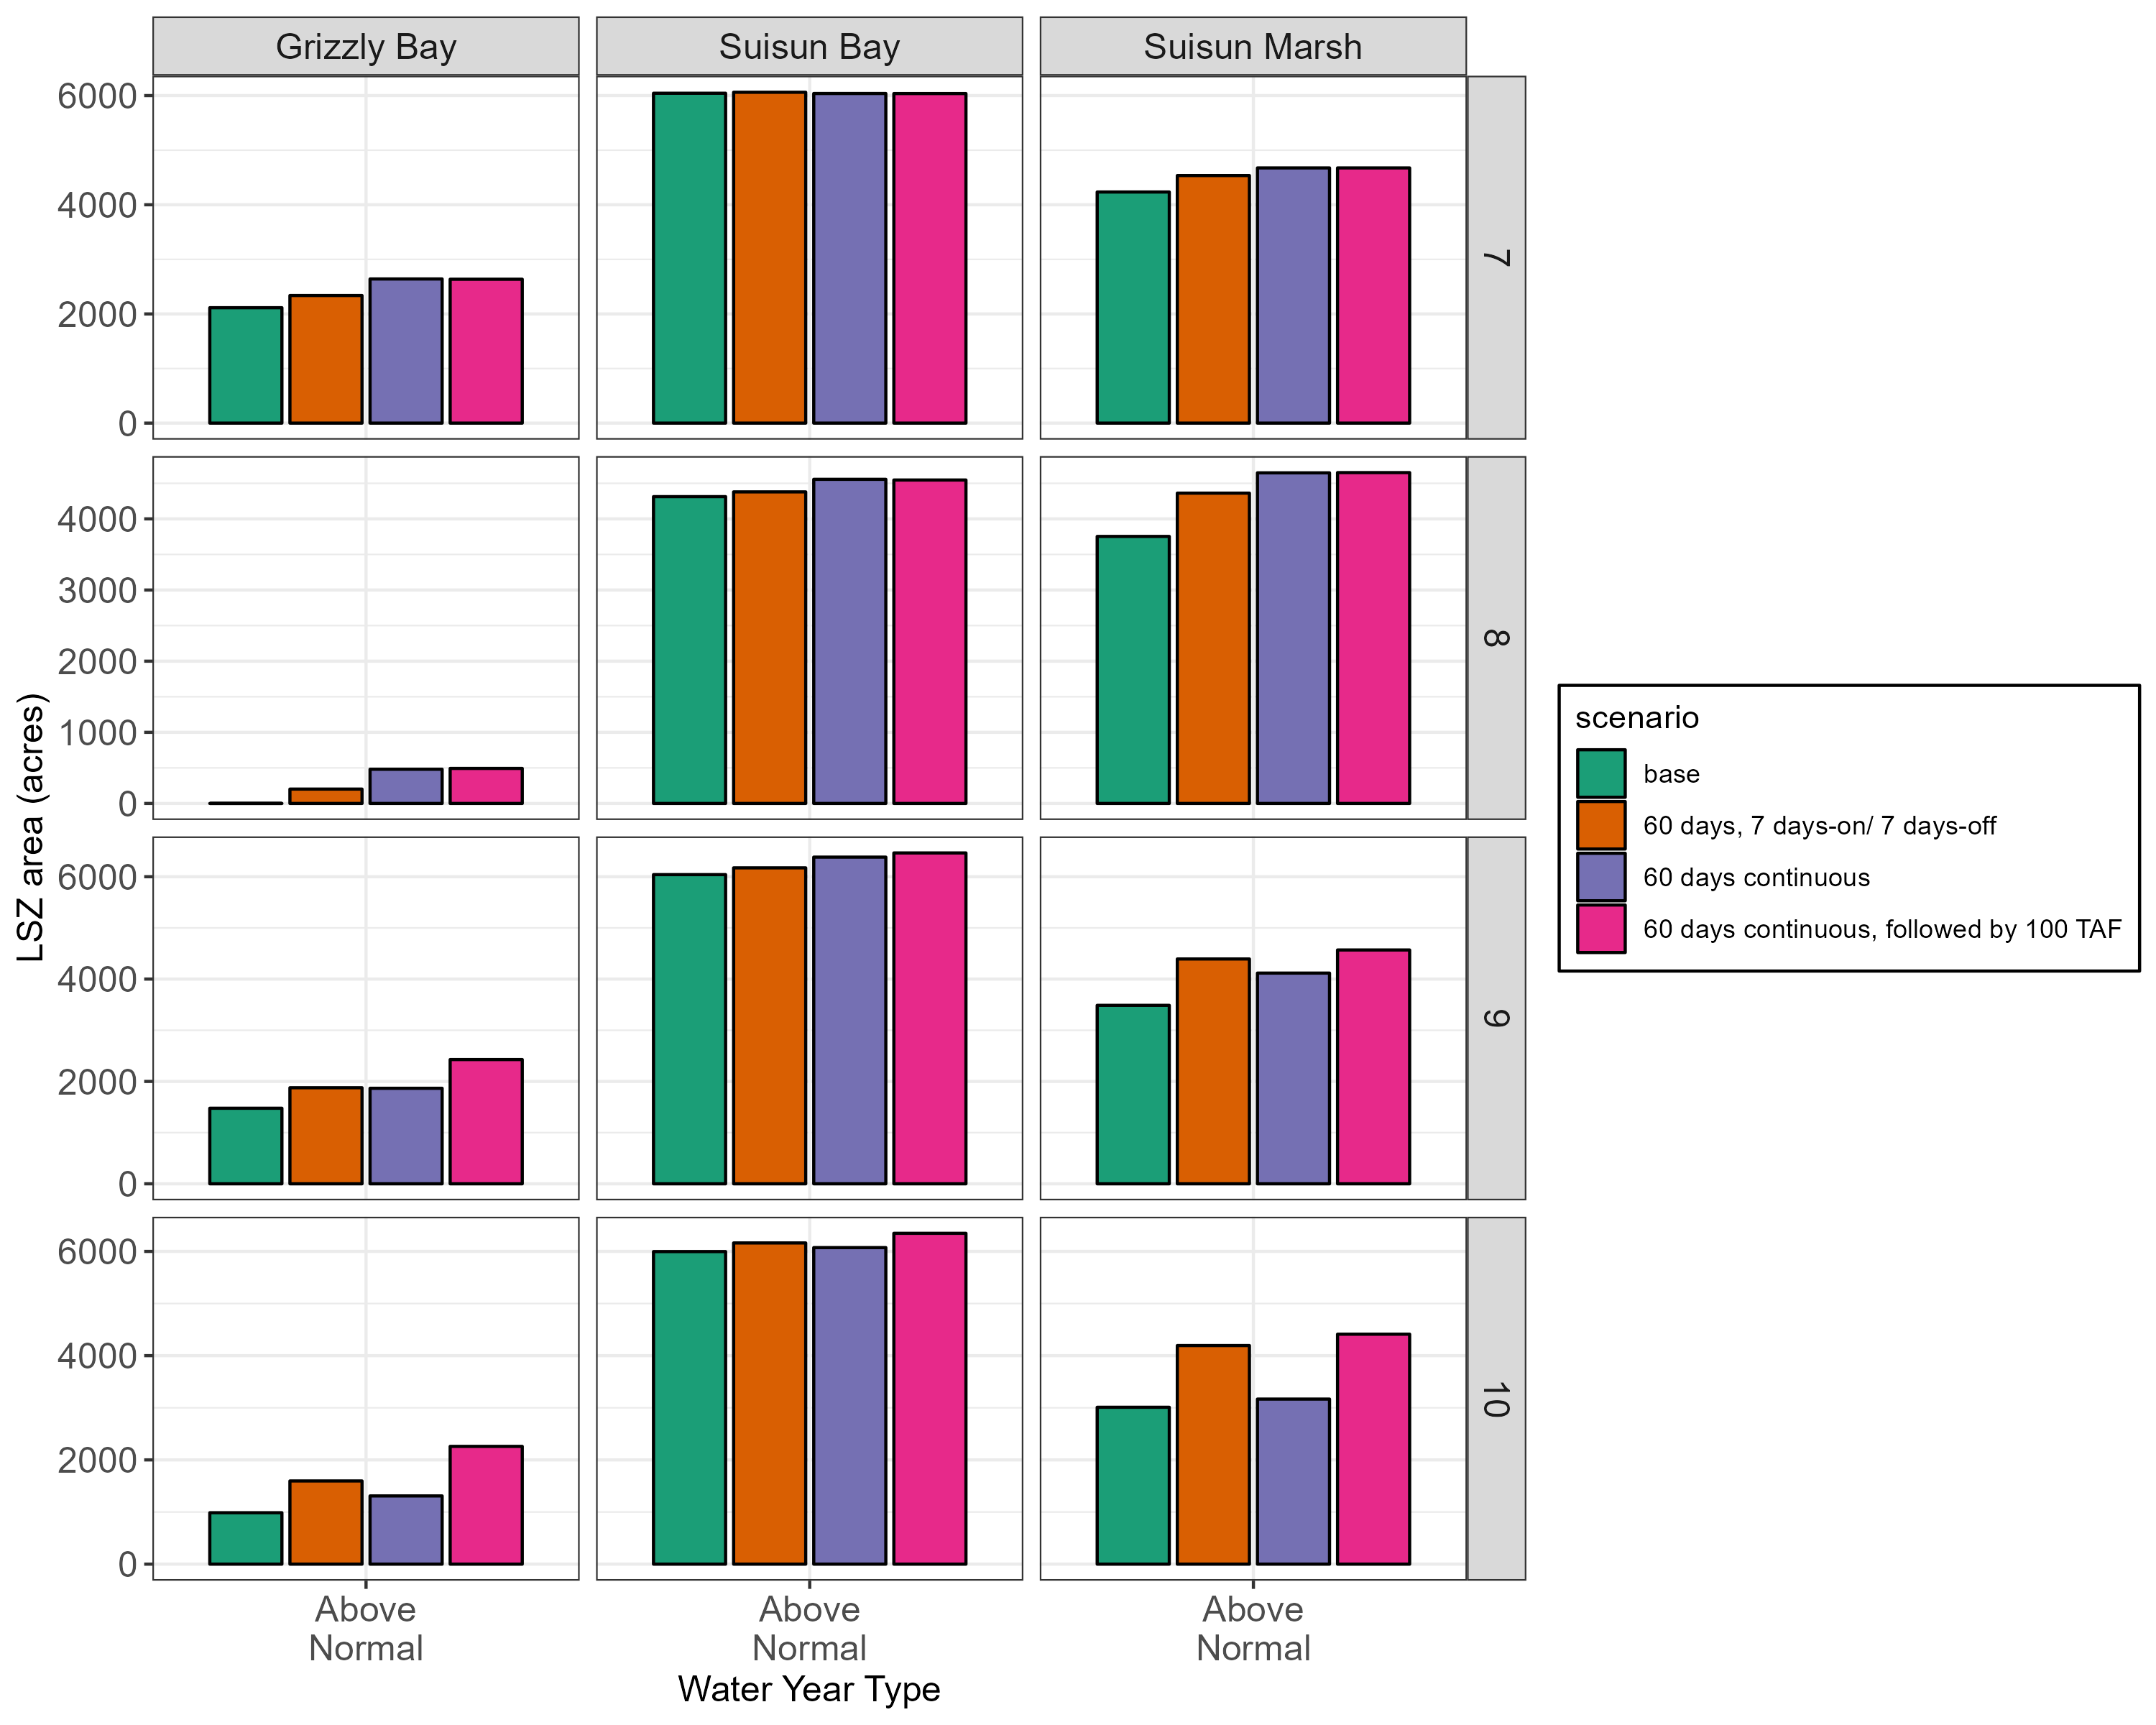 Grizzly Bay
Suisun Bay
Suisun Marsh
6000
4000
2000
0
7
4000
3000
2000
1000
0
8
6000
4000
2000
0
9
6000
4000
2000
0
10
LSZ area (acres)
Above
Normal
Above
Normal
Above
Normal
Water Year Type
scenario
base
60 days, 7 days-on/ 7 days-off
60 days continuous
60 days continuous, followed by 100 TAF